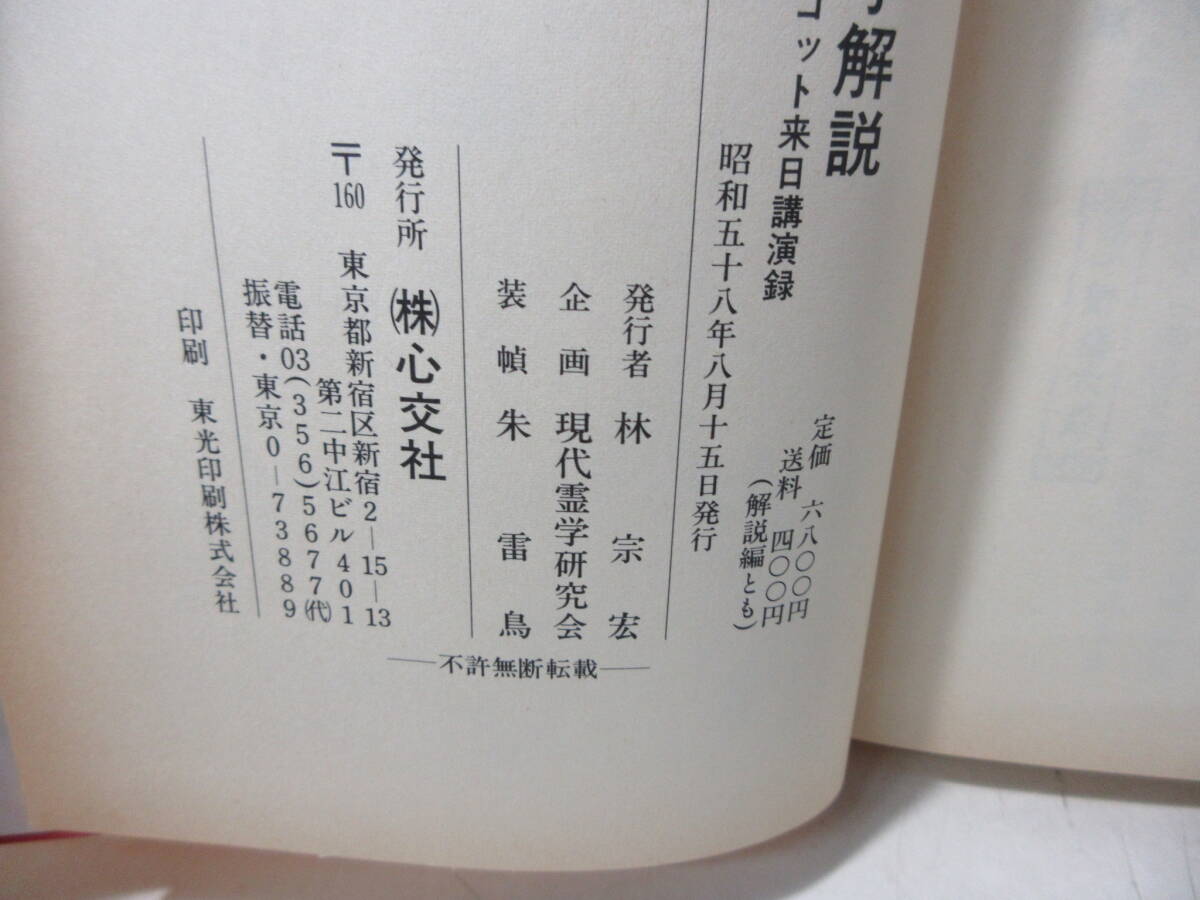 解説
コット来日講演録
定価 六八〇〇円
送料 四〇〇円
(解説編とも)
昭和五十八年八月十五日発行
発行者 林宗宏
企画 現代霊学研究会
装幀 朱雷鳥
発行所 ㈱心交社
〒160 東京都新宿区新宿2―15―13
第二中江ビル401
電話03(356)5677㈹
振替・東京0―73889
印刷 東光印刷株式会社
―不許無断転載―